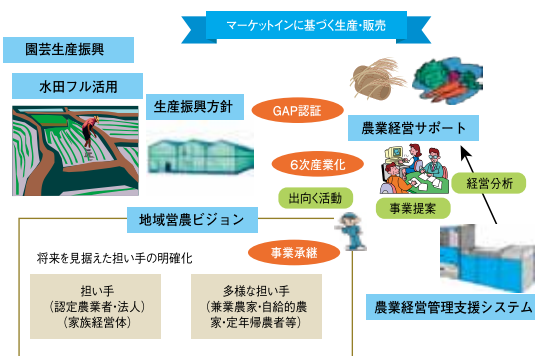 マーケットインに基づく生産・販売
園芸生産振興
水田フル活用
生産振興方針
GAP認証
農業経営サポート
6次産業化
経営分析
出向く活動
事業提案
地域営農ビジョン
事業承継
将来を見据えた担い手の明確化
担い手
（認定農業者・法人）
（家族経営体）
多様な担い手
（兼業農家・自給的農
家・定年帰農者等）
農業経営管理支援システム